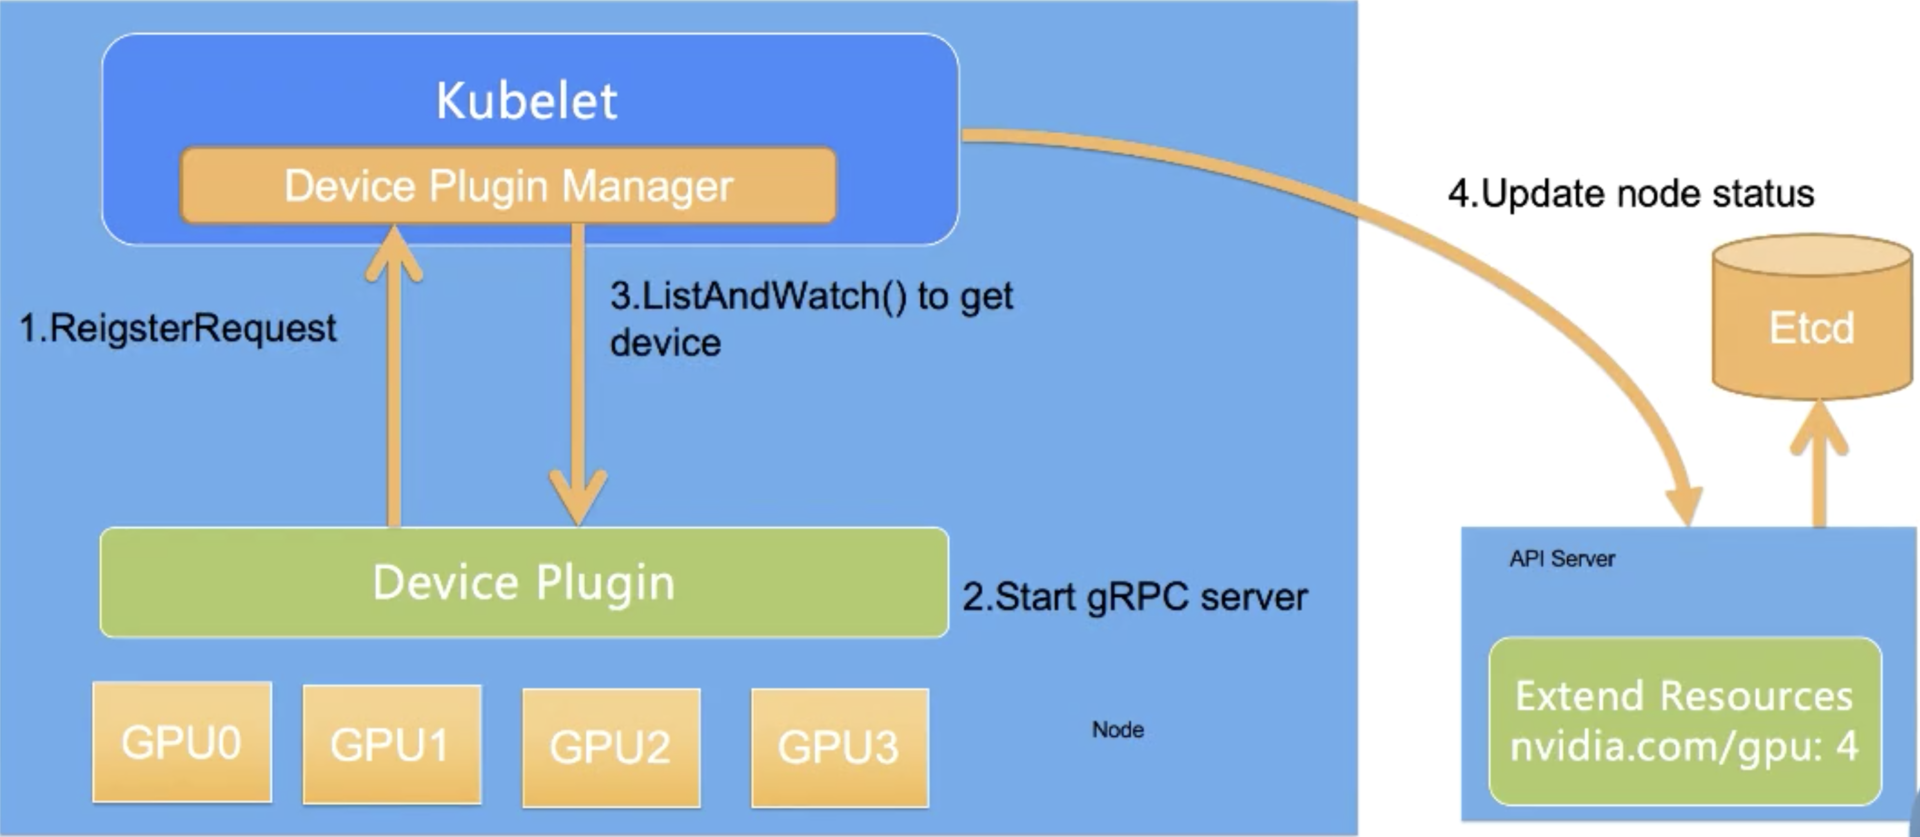 Kubelet
Device Plugin Manager
4.Update node status
1.ReigsterRequest
3.ListAndWatch() to get
device
Etcd
Device Plugin
2.Start gRPC server
API Server
Extend Resources
nvidia.com/gpu: 4
GPU0
GPU1
GPU2
GPU3
Node